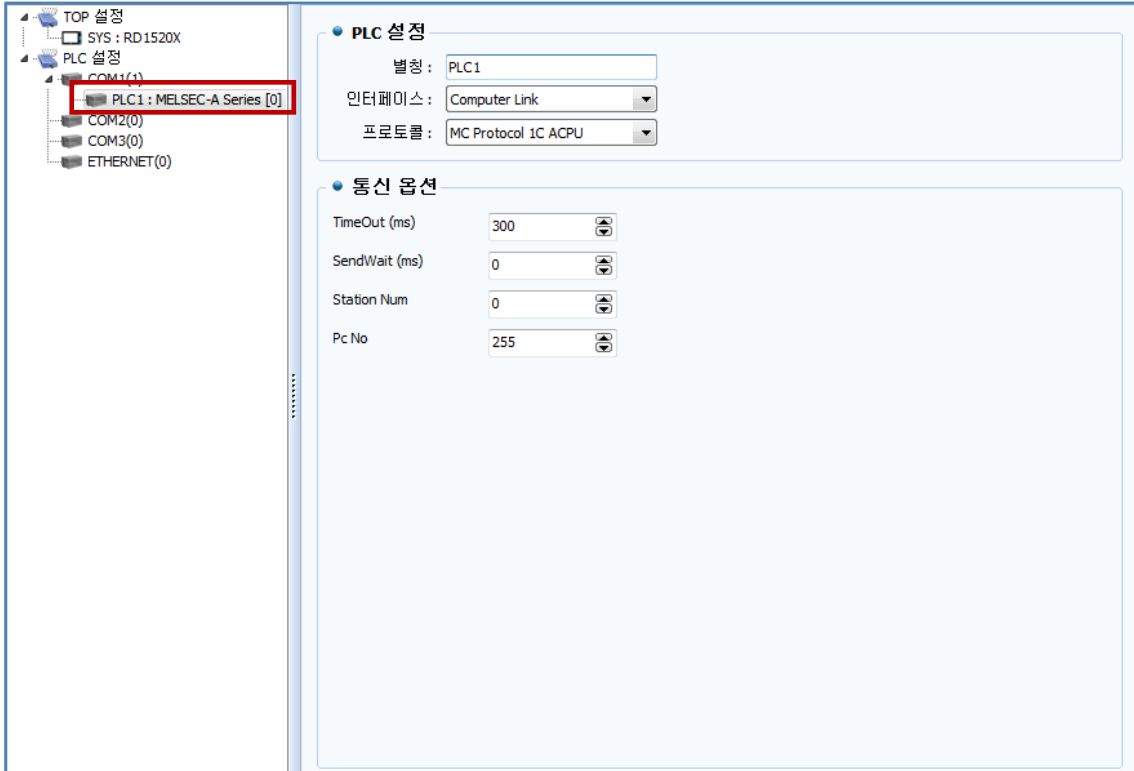 TOP 설정
SYS : RD1520X
PLC 설정
COM1(1)
PLC1 : MELSEC-A Series [0]
COM2(0)
COM3(0)
ETHERNET(0)
PLC 설정
별칭 : PLC1
인터페이스 : Computer Link
프로토콜 : MC Protocol 1C ACPU
통신 옵션
TimeOut (ms) 300
SendWait (ms) 0
Station Num 0
Pc No 255